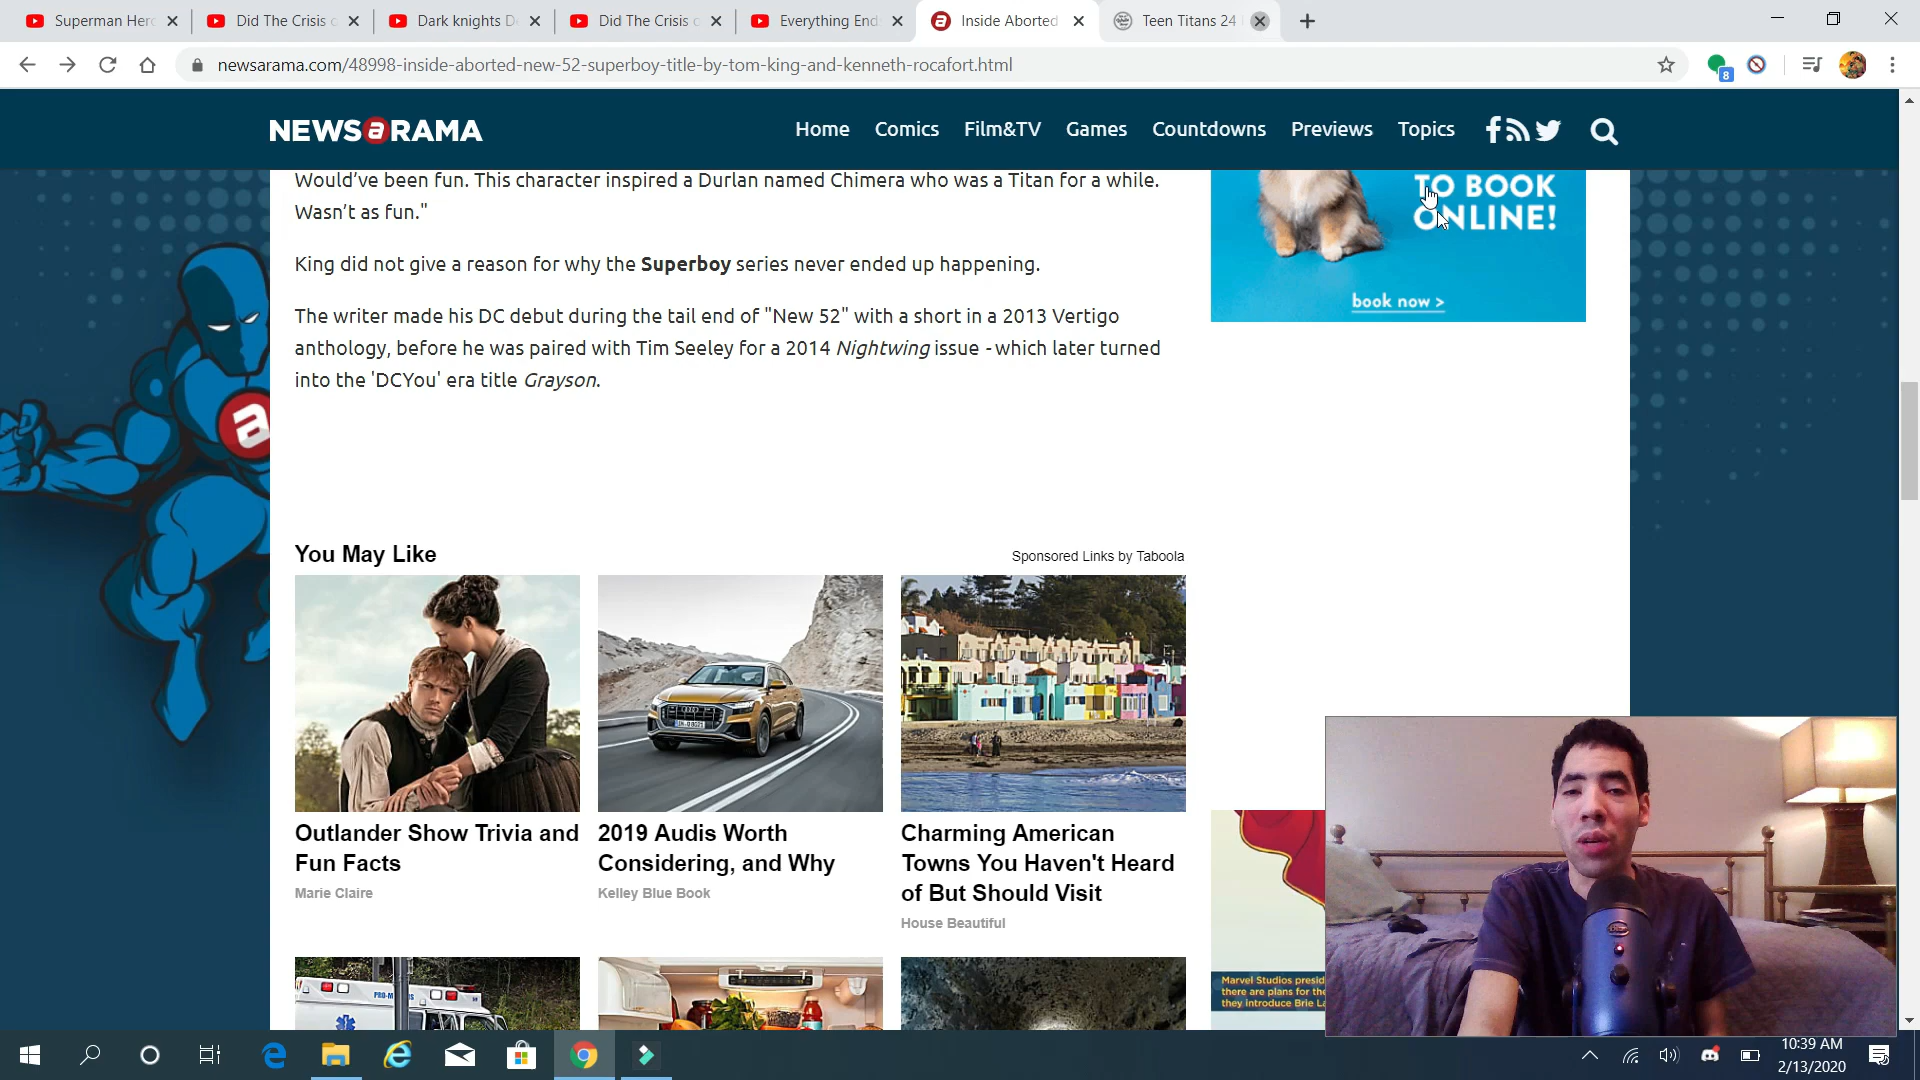 Superman Her
Did The Crisis o
Dark knights D
Did The Crisis o
Everything End
Inside Aborted
Teen Titans 24
newsarama.com/48998-inside-aborted-new-52-superboy-title-by-tom-king-and-kenneth-rocafort.html
8
NEWSaRAMA
Home Comics Film&TV Games Countdowns Previews Topics
Would've been fun. This character inspired a Durlan named Chimera who was a Titan for a while.
Wasn't as fun."
King did not give a reason for why the Superboy series never ended up happening.
The writer made his DC debut during the tail end of "New 52" with a short in a 2013 Vertigo
anthology, before he was paired with Tim Seeley for a 2014 Nightwing issue - which later turned
into the 'DCYou' era title Grayson.
TO BOOK
ONLINE!
book now >
a
You May Like
Sponsored Links by Taboola
Outlander Show Trivia and
Fun Facts
Marie Claire
2019 Audis Worth
Considering, and Why
Kelley Blue Book
Charming American
Towns You Haven't Heard
of But Should Visit
House Beautiful
Marvel Studios presid
there are plans for the
they introduce Brie La
10:39 AM
2/13/2020